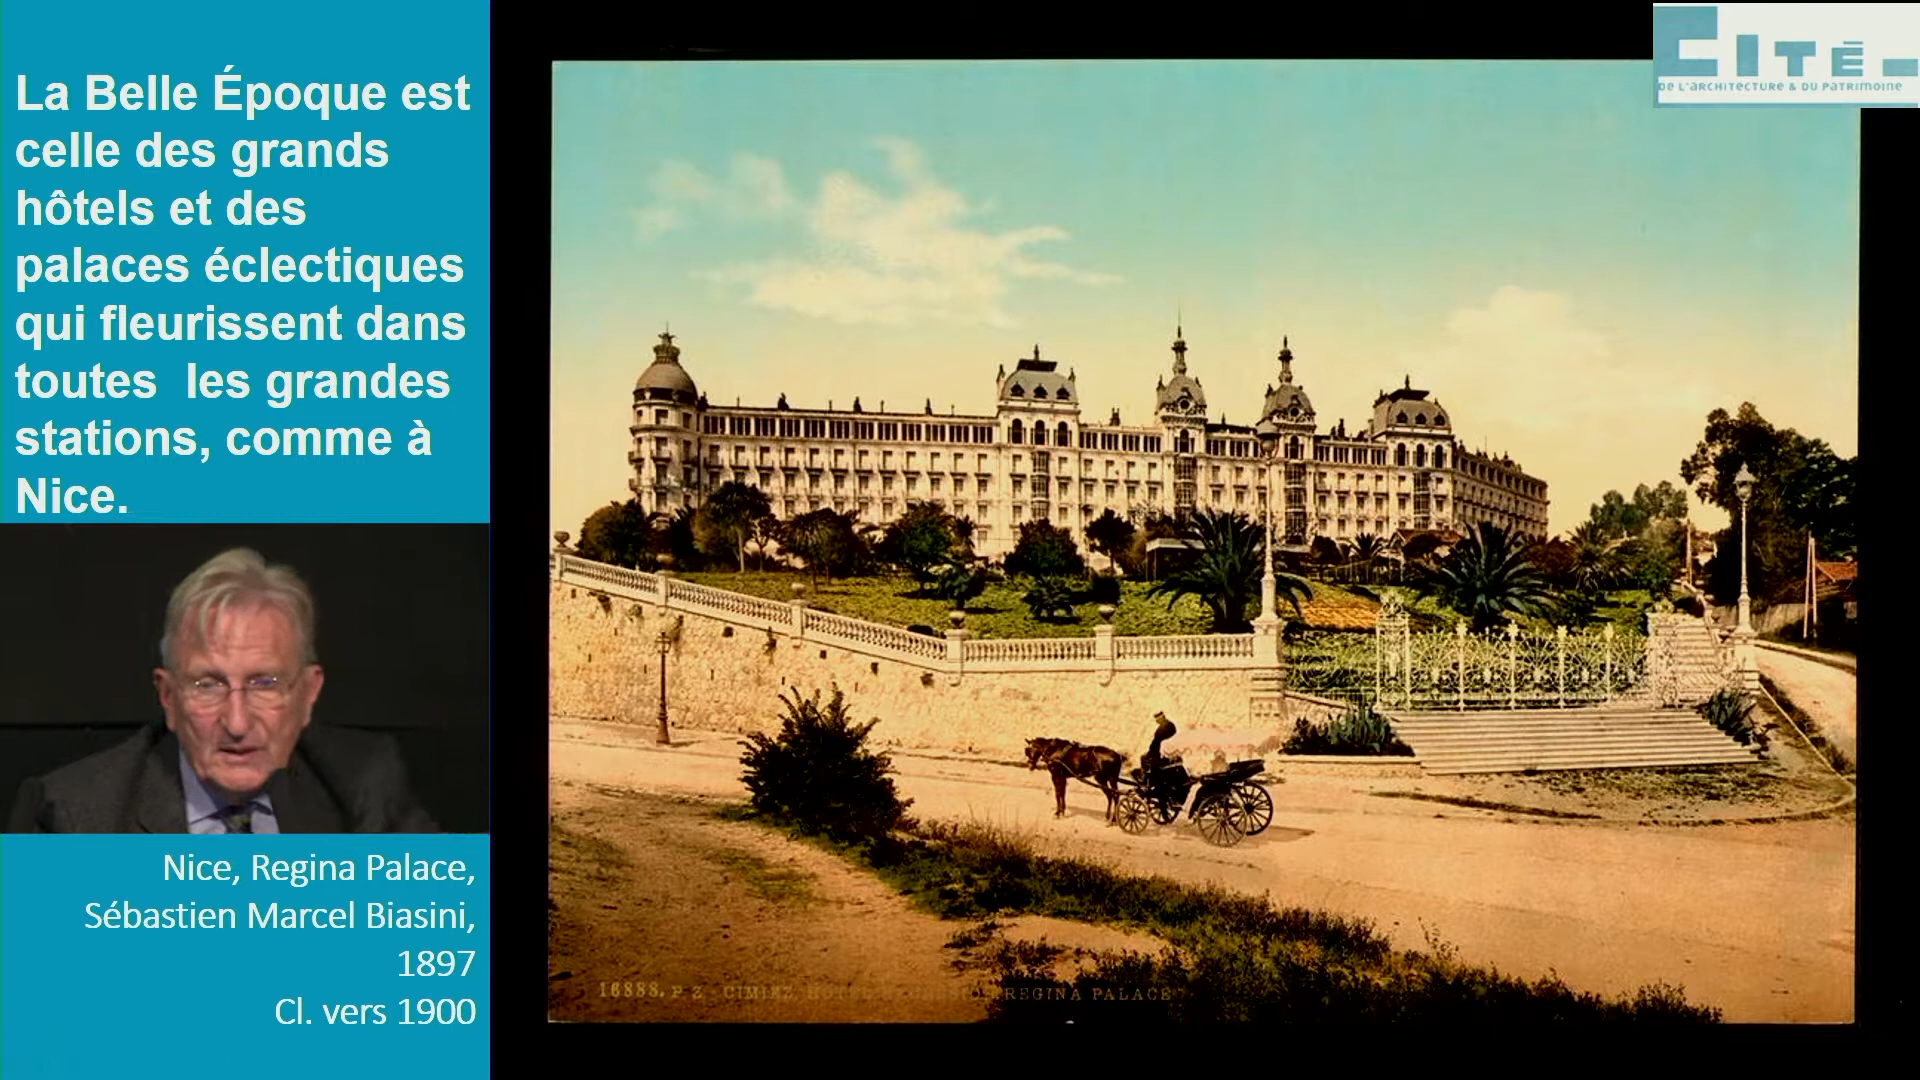 La Belle Époque est
celle des grands
hôtels et des
palaces éclectiques
qui fleurissent dans
toutes les grandes
stations, comme à
Nice.
Nice, Regina Palace,
Sébastien Marcel Biasini,
1897
Cl. vers 1900
CITÉ
DE L'ARCHITECTURE & DU PATRIMOINE
16888. P Z CIMIEZ REGINA PALACE